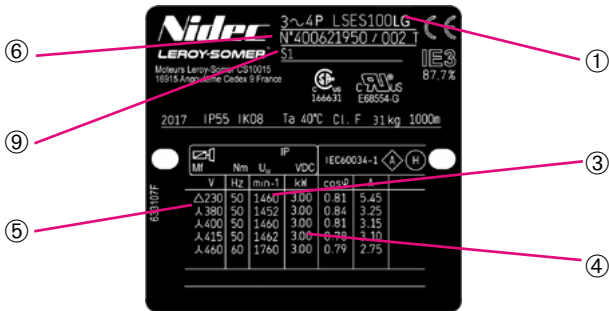 Nidec
3～4P LSES100LG
CE
N°400621950 / 002 T
LEROY-SOMER
S1
IE3
Moteurs Leroy-Somer CS10015
16915 Angoulême Cedex 9 France
87.7%
C US
166631
C US
E68554-G
2017 IP55 IK08 Ta 40°C Cl. F 31kg 1000m
IP
IEC60034-1 A H
Mf Nm Uu VDC
V Hz min-1 kW cosφ A
△230 50 1460 3.00 0.81 5.45
⅄380 50 1452 3.00 0.84 3.25
⅄400 50 1460 3.00 0.81 3.15
⅄415 50 1462 3.00 0.78 3.10
⅄460 60 1760 3.00 0.79 2.75
633107F
①
⑥
⑨
③
⑤
④